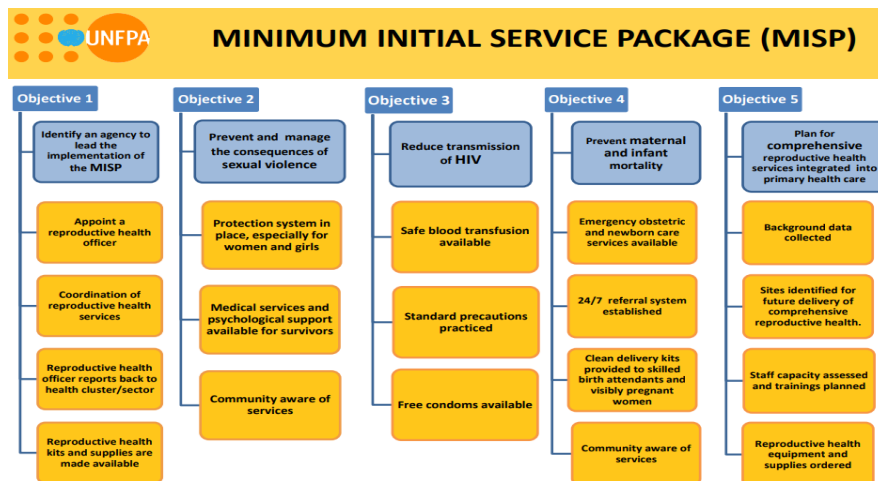 UNFPA
MINIMUM INITIAL SERVICE PACKAGE (MISP)
Objective 1
Identify an agency to
lead the
implementation of
the MISP
Appoint a
reproductive health
officer
Coordination of
reproductive health
services
Reproductive health
officer reports back to
health cluster/sector
Reproductive health
kits and supplies are
made available
Objective 2
Prevent and manage
the consequences of
sexual violence
Protection system in
place, especially for
women and girls
Medical services and
psychological support
available for survivors
Community aware of
services
Objective 3
Reduce transmission
of HIV
Safe blood transfusion
available
Standard precautions
practiced
Free condoms available
Objective 4
Prevent maternal
and infant
mortality
Emergency obstetric
and newborn care
services available
24/7 referral system
established
Clean delivery kits
provided to skilled
birth attendants and
visibly pregnant
women
Community aware of
services
Objective 5
Plan for
comprehensive
reproductive health
services integrated into
primary health care
Background data
collected
Sites identified for
future delivery of
comprehensive
reproductive health.
Staff capacity assessed
and trainings planned
Reproductive health
equipment and
supplies ordered